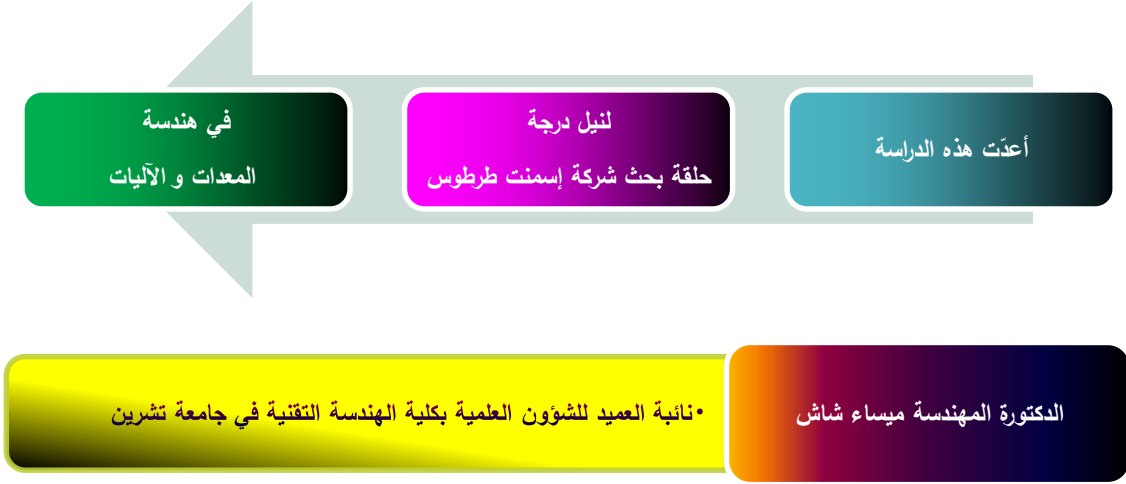 أعدّت هذه الدراسة
لنيل درجة
حلقة بحث شركة إسمنت طرطوس
في هندسة
المعدات و الآليات
الدكتورة المهندسة ميساء شاش
•نائبة العميد للشؤون العلمية بكلية الهندسة التقنية في جامعة تشرين